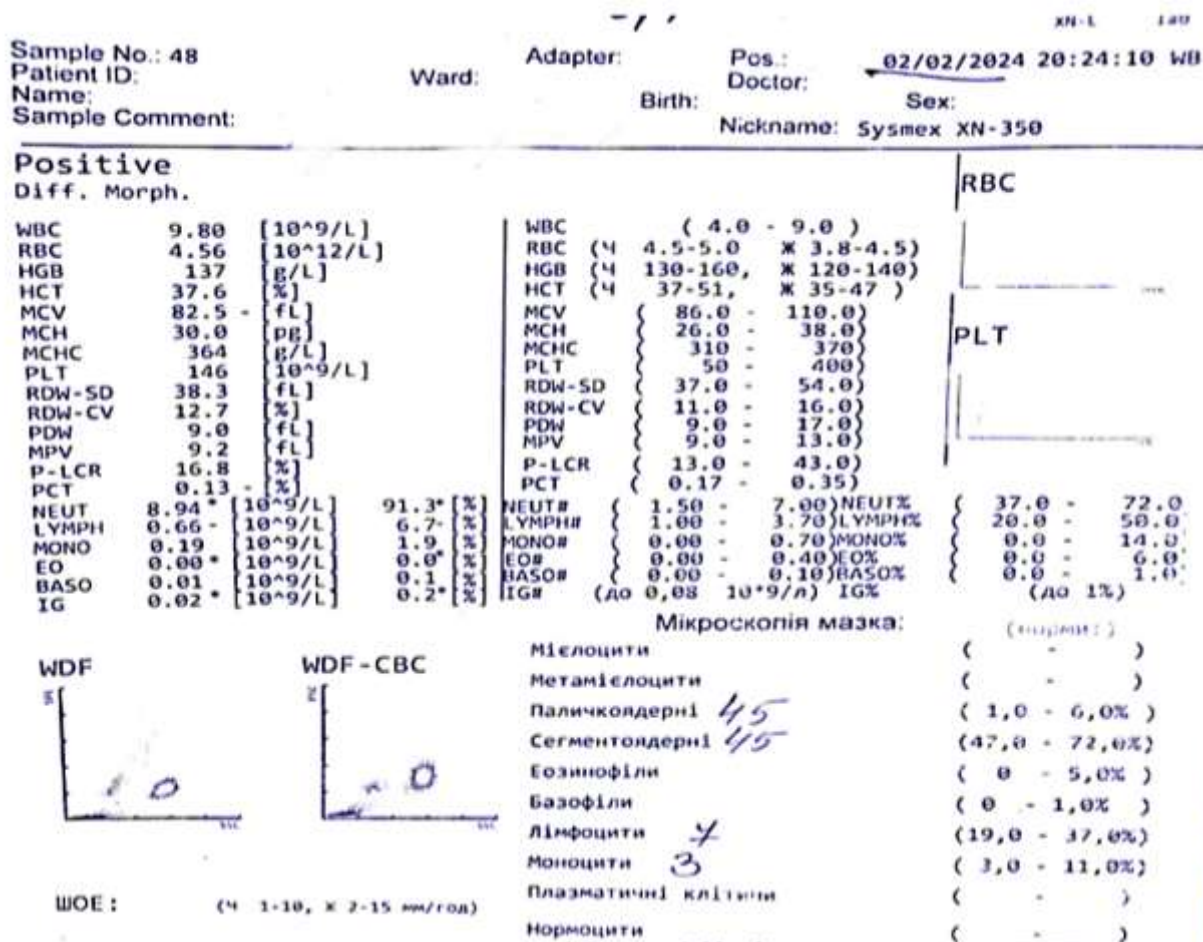 XN-L
Sample No.: 48 Adapter: Pos.: 02/02/2024 20:24:10 WB
Patient ID: Ward: Doctor:
Name: Birth: Sex:
Sample Comment: Nickname: Sysmex XN-350
Positive
Diff. Morph.
RBC
WBC 9.80 [10^9/L] WBC ( 4.0 - 9.0 )
RBC 4.56 [10^12/L] RBC (Ч 4.5-5.0 Ж 3.8-4.5)
HGB 137 [g/L] HGB (Ч 130-160, Ж 120-140)
HCT 37.6 [%] HCT (Ч 37-51, Ж 35-47 )
MCV 82.5 - [fL] MCV ( 86.0 - 110.0)
MCH 30.0 [pg] MCH ( 26.0 - 38.0)
MCHC 364 [g/L] MCHC ( 310 - 370)
PLT
PLT 146 [10^9/L] PLT ( 50 - 400)
RDW-SD 38.3 [fL] RDW-SD ( 37.0 - 54.0)
RDW-CV 12.7 [%] RDW-CV ( 11.0 - 16.0)
PDW 9.0 [fL] PDW ( 9.0 - 17.0)
MPV 9.2 [fL] MPV ( 9.0 - 13.0)
P-LCR 16.8 [%] P-LCR ( 13.0 - 43.0)
PCT 0.13 - [%] PCT ( 0.17 - 0.35)
NEUT 8.94* [10^9/L] 91.3* [%] NEUT# ( 1.50 - 7.00) NEUT% ( 37.0 - 72.0
LYMPH 0.66 - [10^9/L] 6.7- [%] LYMPH# ( 1.00 - 3.70) LYMPH% ( 20.0 - 50.0
MONO 0.19 [10^9/L] 1.9 [%] MONO# ( 0.00 - 0.70) MONO% ( 0.0 - 14.0
EO 0.00 * [10^9/L] 0.0* [%] EO# ( 0.00 - 0.40) EO% ( 0.0 - 6.0
BASO 0.01 [10^9/L] 0.1 [%] BASO# ( 0.00 - 0.10) BASO% ( 0.0 - 1.0
IG 0.02 * [10^9/L] 0.2* [%] IG# (до 0,08 10*9/л) IG% (до 1%)
Мікроскопія мазка:
WDF WDF-CBC
Мієлоцити ( - )
Метамієлоцити ( - )
Паличкоядерні 45 ( 1,0 - 6,0% )
Сегментоядерні 45 (47,0 - 72,0%)
Еозинофіли ( 0 - 5,0% )
Базофіли ( 0 - 1,0% )
Лімфоцити 7 (19,0 - 37,0%)
Моноцити 3 ( 3,0 - 11,0%)
Плазматичні клітини ( - )
ШОЕ: (Ч 1-10, Ж 2-15 мм/год)
Нормоцити ( - )